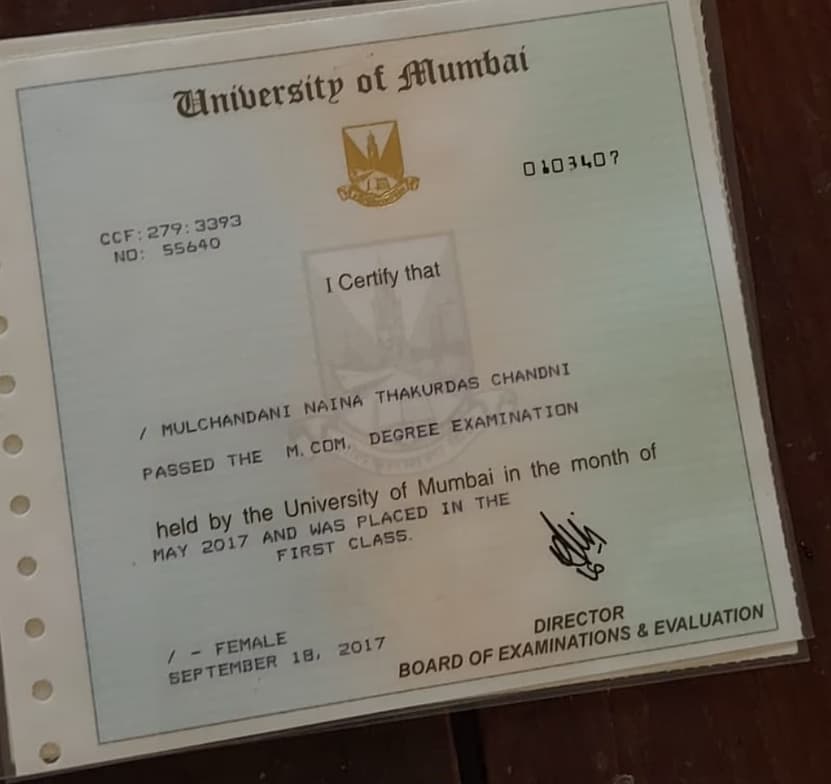 University of Mumbai
0103407
CCF:279:3393
NO: 55640
I Certify that
/ MULCHANDANI NAINA THAKURDAS CHANDNI
PASSED THE M.COM. DEGREE EXAMINATION
held by the University of Mumbai in the month of
MAY 2017 AND WAS PLACED IN THE
FIRST CLASS.
/ - FEMALE
SEPTEMBER 18, 2017
DIRECTOR
BOARD OF EXAMINATIONS & EVALUATION